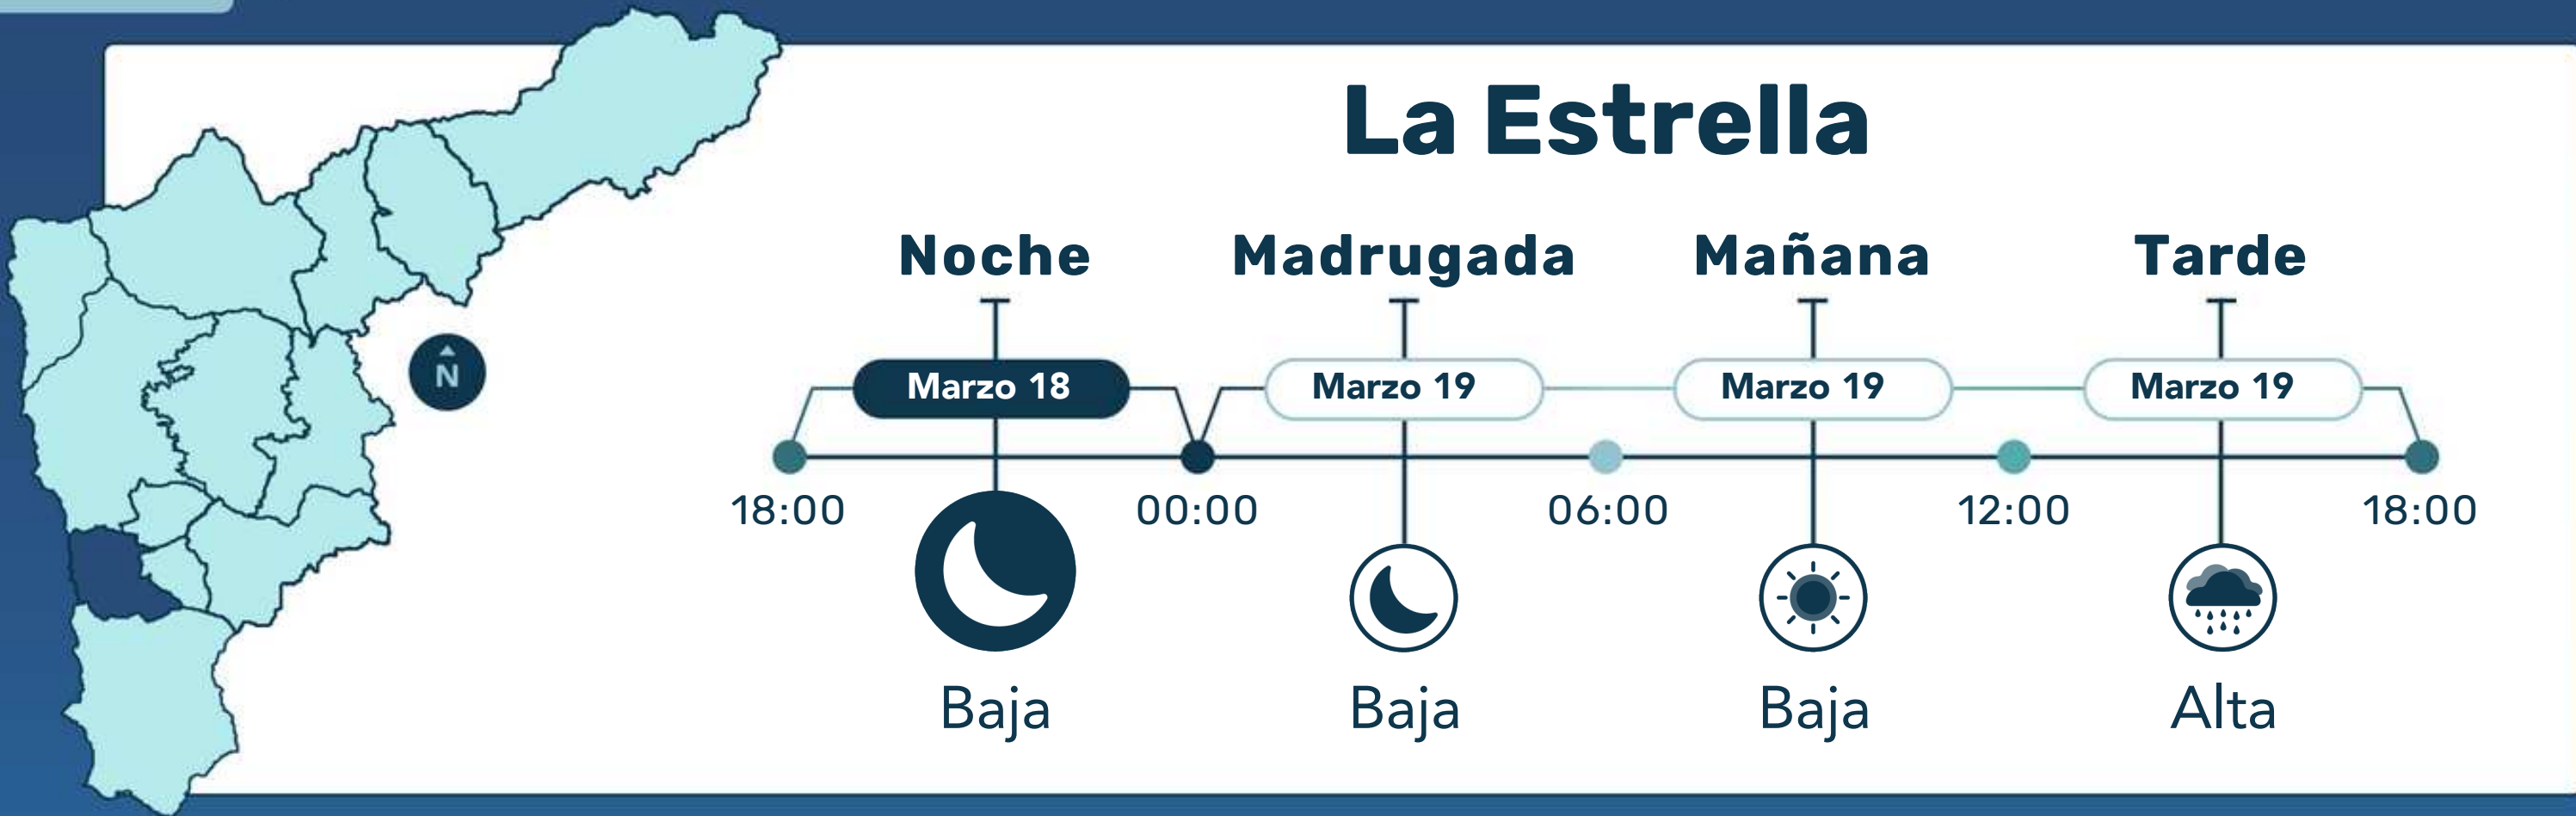 La Estrella
Noche Madrugada Mañana Tarde
Marzo 18 Marzo 19 Marzo 19 Marzo 19
N
18:00 00:00 06:00 12:00 18:00
Baja Baja Baja Alta